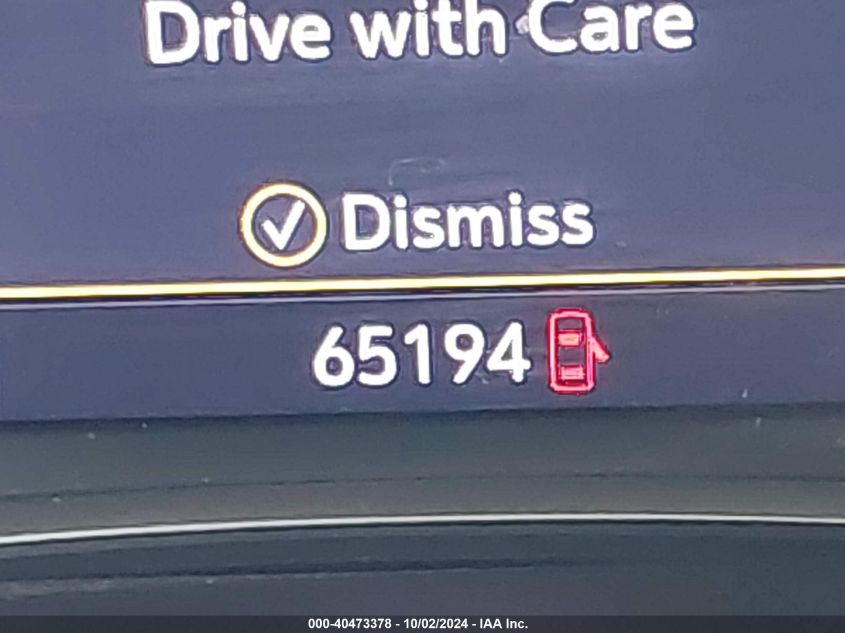 Drive with Care
Dismiss
65194
000-40473378 - 10/02/2024 - IAA Inc.